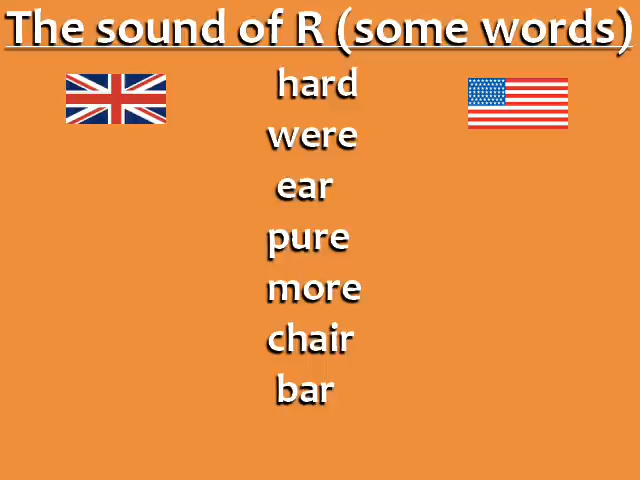 The sound of R (some words)
hard
were
ear
pure
more
chair
bar